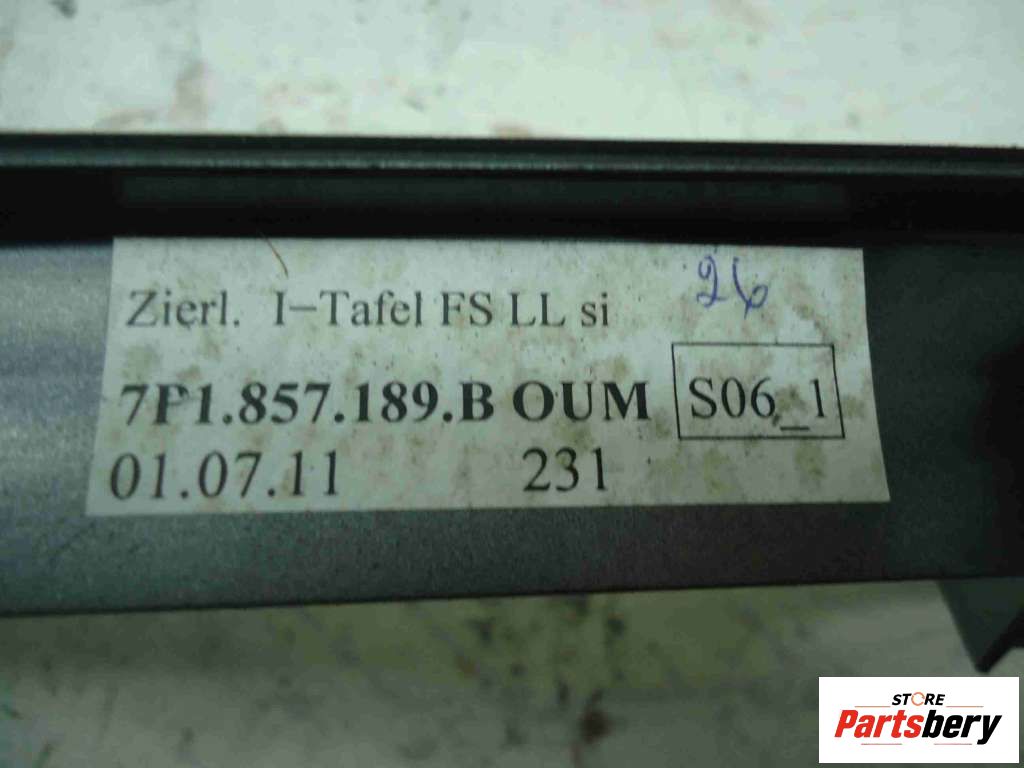 26
Zierl. I-Tafel FS LL si
7P1.857.189.B OUM S06_1
01.07.11 231
STORE
Partsbery